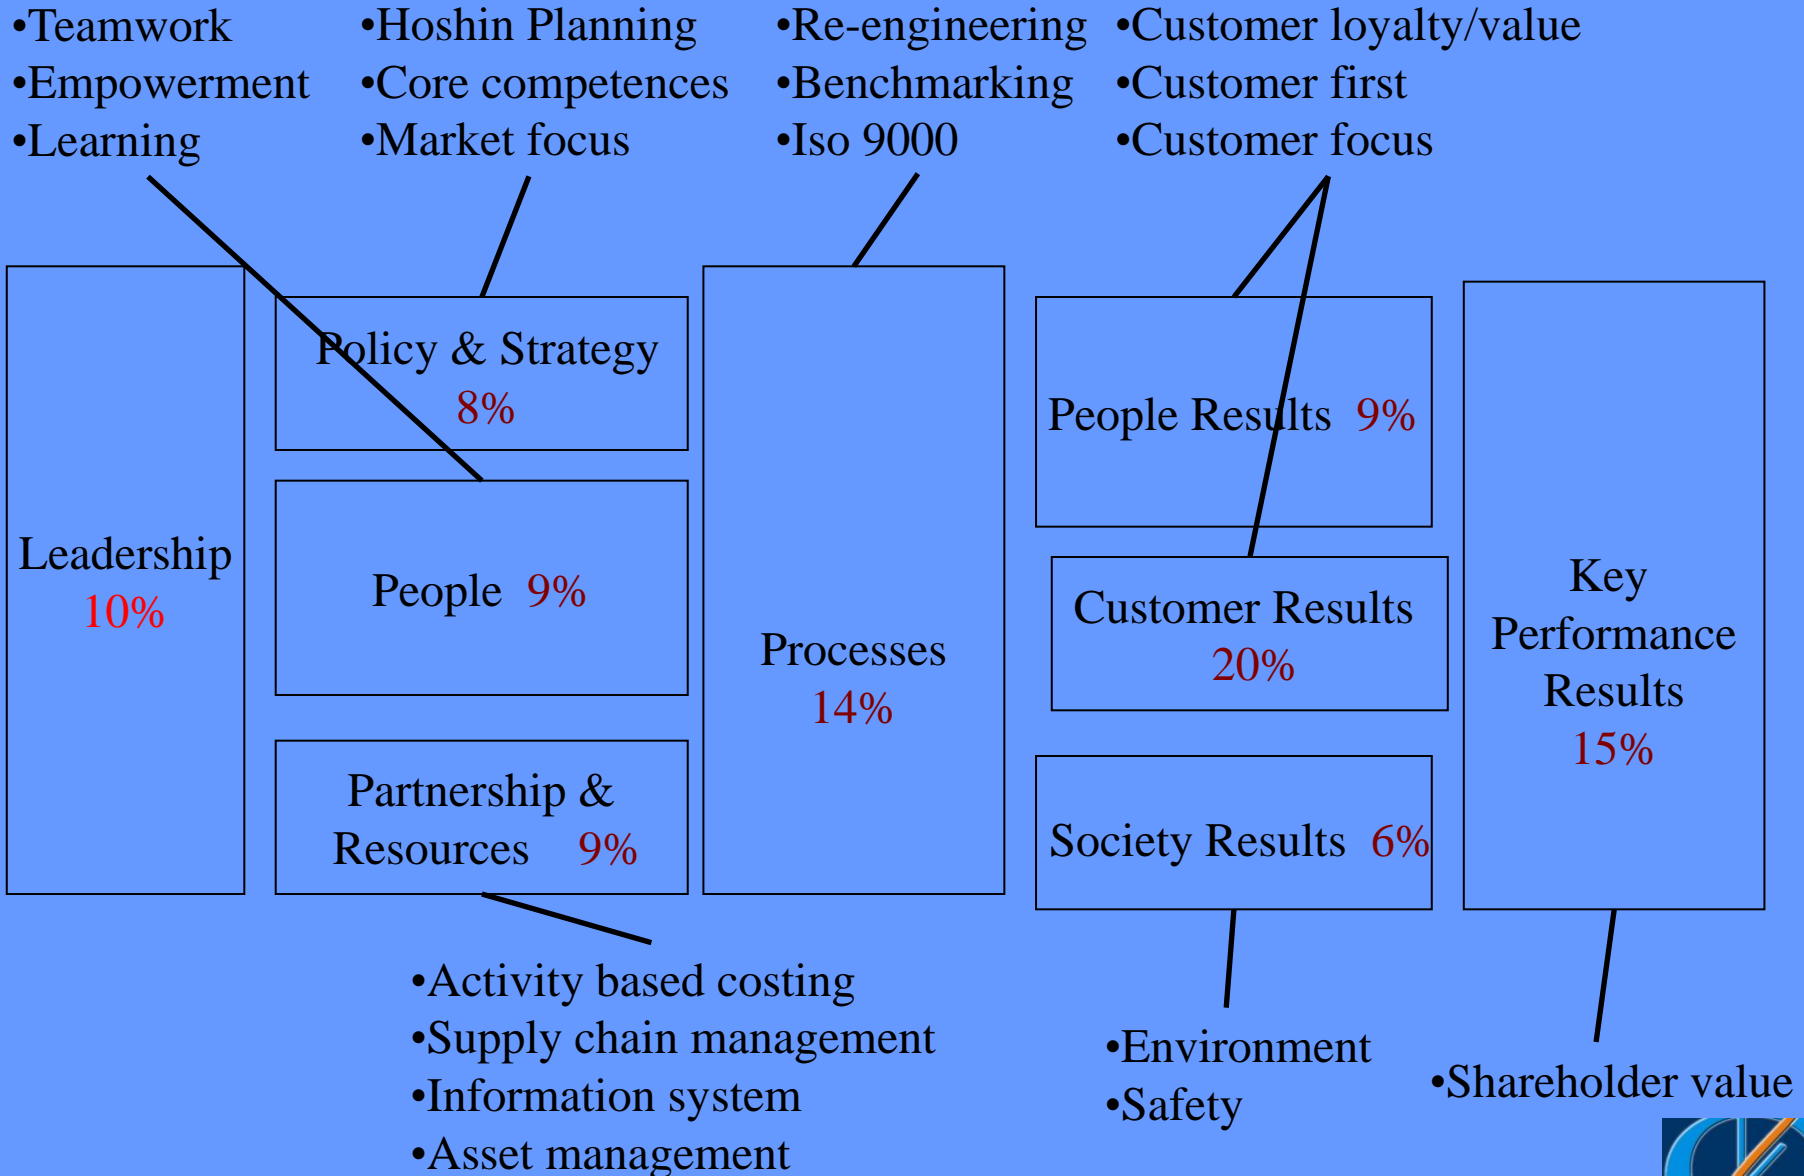 •Teamwork
•Empowerment
•Learning
•Hoshin Planning
•Core competences
•Market focus
•Re-engineering
•Benchmarking
•Iso 9000
•Customer loyalty/value
•Customer first
•Customer focus
Leadership
10%
Policy & Strategy
8%
People 9%
Partnership &
Resources 9%
Processes
14%
People Results 9%
Customer Results
20%
Society Results 6%
Key
Performance
Results
15%
•Activity based costing
•Supply chain management
•Information system
•Asset management
•Environment
•Safety
•Shareholder value